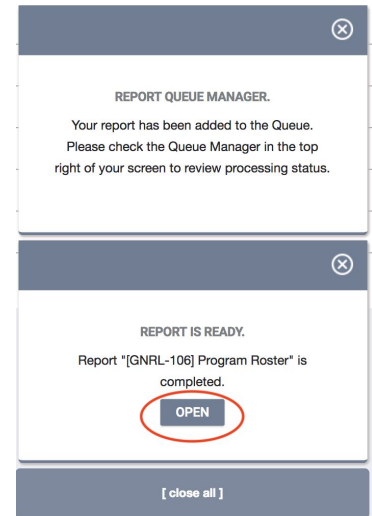 REPORT QUEUE MANAGER.
Your report has been added to the Queue.
Please check the Queue Manager in the top
right of your screen to review processing status.
REPORT IS READY.
Report "[GNRL-106] Program Roster" is
completed.
OPEN
[ close all ]